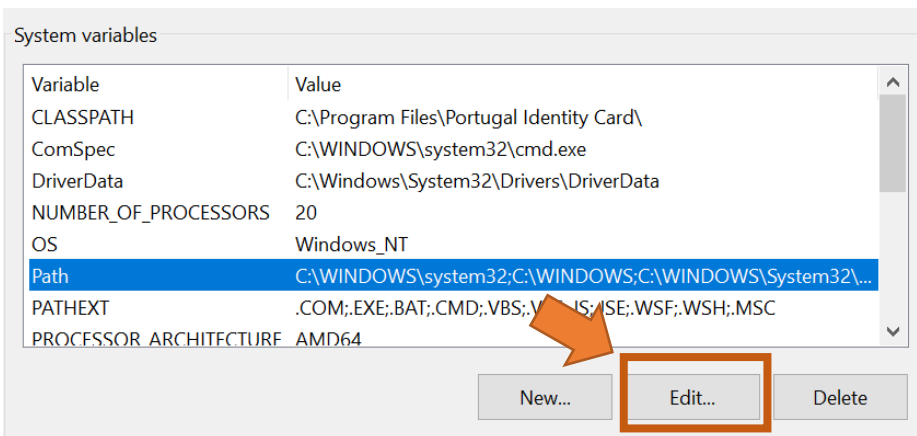 System variables
Variable Value
CLASSPATH C:\Program Files\Portugal Identity Card\
ComSpec C:\WINDOWS\system32\cmd.exe
DriverData C:\Windows\System32\Drivers\DriverData
NUMBER_OF_PROCESSORS 20
OS Windows_NT
Path C:\WINDOWS\system32;C:\WINDOWS;C:\WINDOWS\System32\...
PATHEXT .COM;.EXE;.BAT;.CMD;.VBS; JS;.JSE;.WSF;.WSH;.MSC
PROCESSOR_ARCHITECTURE AMD64
New... Edit... Delete